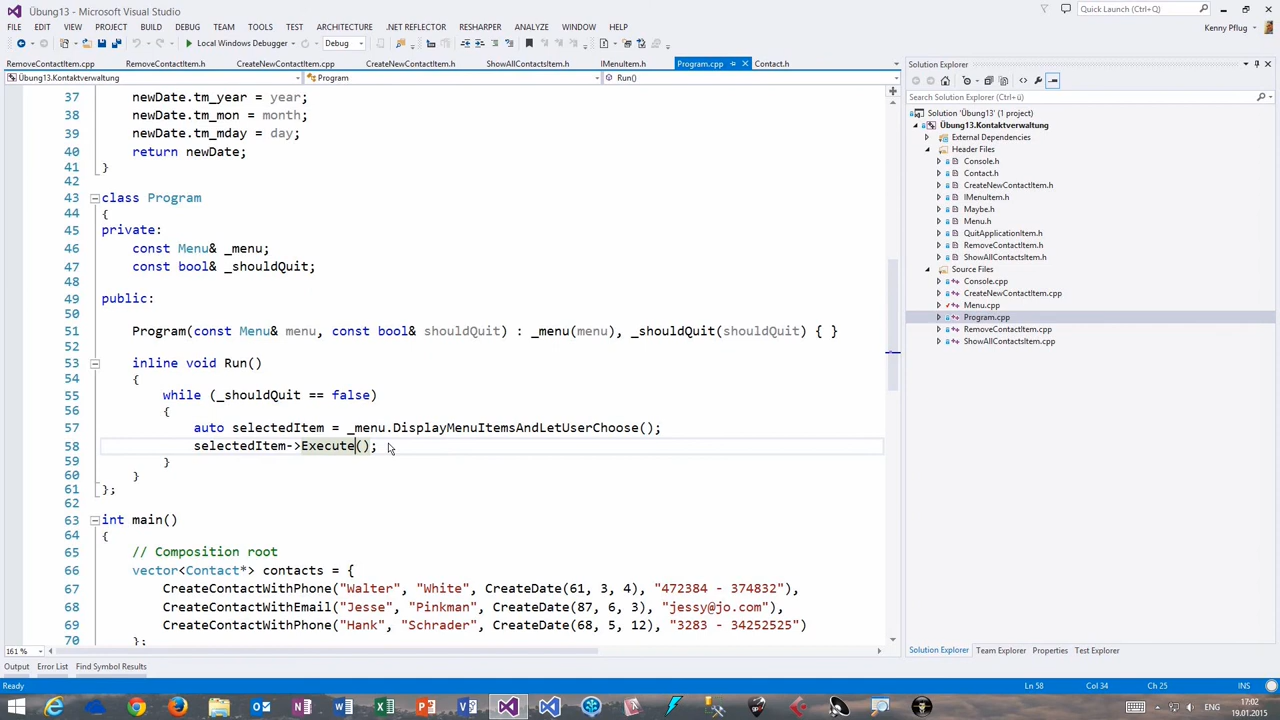 Übung13 - Microsoft Visual Studio
Quick Launch (Ctrl+Q)
FILE EDIT VIEW PROJECT BUILD DEBUG TEAM TOOLS TEST ARCHITECTURE .NET REFLECTOR RESHARPER ANALYZE WINDOW HELP
Kenny Pflug
Local Windows Debugger Debug
RemoveContactItem.cpp RemoveContactItem.h CreateNewContactItem.cpp CreateNewContactItem.h ShowAllContactsItem.h IMenuItem.h Program.cpp Contact.h
Übung13.Kontaktverwaltung Program Run()
37 newDate.tm_year = year;
38 newDate.tm_mon = month;
39 newDate.tm_mday = day;
40 return newDate;
41 }
42
43 class Program
44 {
45 private:
46 const Menu& _menu;
47 const bool& _shouldQuit;
48
49 public:
50
51 Program(const Menu& menu, const bool& shouldQuit) : _menu(menu), _shouldQuit(shouldQuit) { }
52
53 inline void Run()
54 {
55 while (_shouldQuit == false)
56 {
57 auto selectedItem = _menu.DisplayMenuItemsAndLetUserChoose();
58 selectedItem->Execute();
59 }
60 }
61 };
62
63 int main()
64 {
65 // Composition root
66 vector<Contact*> contacts = {
67 CreateContactWithPhone("Walter", "White", CreateDate(61, 3, 4), "472384 - 374832"),
68 CreateContactWithEmail("Jesse", "Pinkman", CreateDate(87, 6, 3), "jessy@jo.com"),
69 CreateContactWithPhone("Hank", "Schrader", CreateDate(68, 5, 12), "3283 - 34252525")
70 };
161 %
Solution Explorer
Search Solution Explorer (Ctrl+ü)
Solution 'Übung13' (1 project)
Übung13.Kontaktverwaltung
External Dependencies
Header Files
Console.h
Contact.h
CreateNewContactItem.h
IMenuItem.h
Maybe.h
Menu.h
QuitApplicationItem.h
RemoveContactItem.h
ShowAllContactsItem.h
Source Files
Console.cpp
CreateNewContactItem.cpp
Menu.cpp
Program.cpp
RemoveContactItem.cpp
ShowAllContactsItem.cpp
Solution Explorer Team Explorer Properties Test Explorer
Output Error List Find Symbol Results
Ready Ln 58 Col 34 Ch 25 INS
17:02
19.01.2015